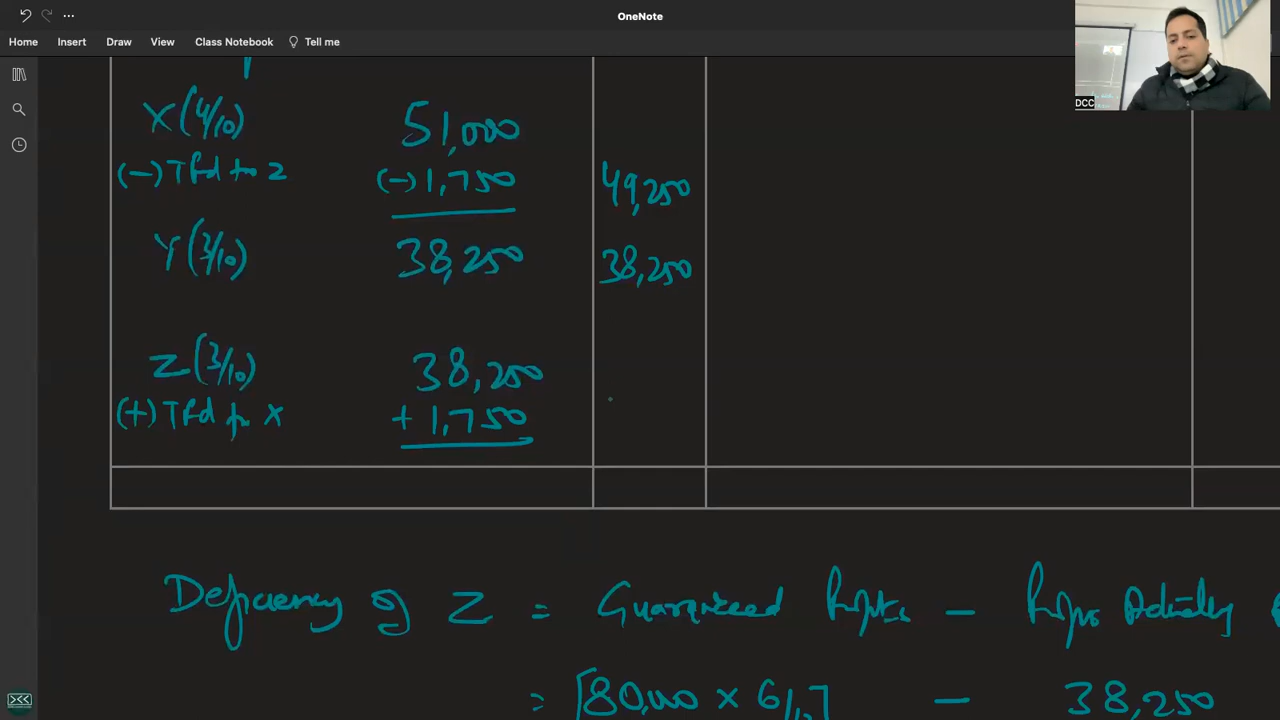 OneNote
Home Insert Draw View Class Notebook Tell me
DCC
X (4/10) 51,000
(-) Tfd to Z (-) 1,750 49,250
Y (3/10) 38,250 38,250
Z (3/10) 38,250
(+) Tfd fr X + 1,750
Deficiency of Z = Guaranteed Profits - Profits Actually
= [80,000 × 6/12] - 38,250
DCC